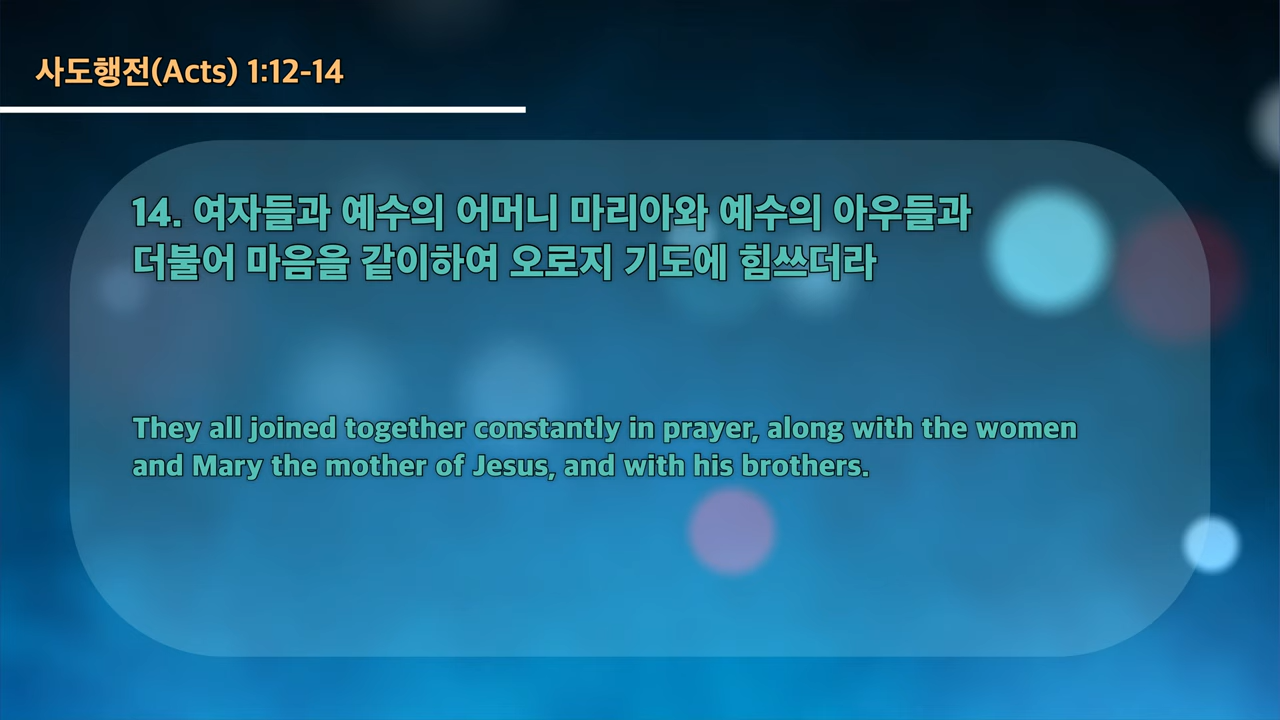 사도행전(Acts) 1:12-14
14. 여자들과 예수의 어머니 마리아와 예수의 아우들과
더불어 마음을 같이하여 오로지 기도에 힘쓰더라
They all joined together constantly in prayer, along with the women
and Mary the mother of Jesus, and with his brothers.